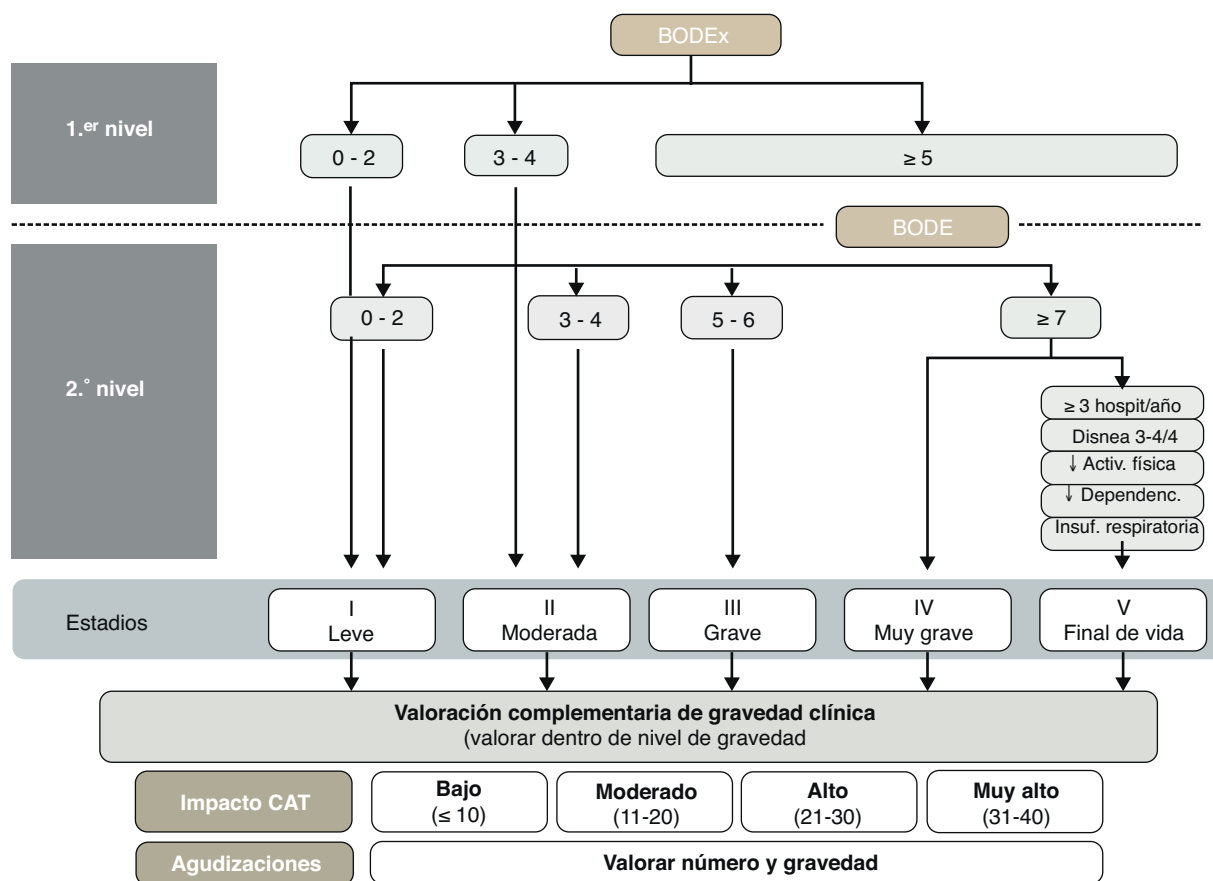 BODEx
1.er nivel
0 - 2
3 - 4
≥ 5
BODE
0 - 2
3 - 4
5 - 6
≥ 7
2.° nivel
≥ 3 hospit/año
Disnea 3-4/4
↓ Activ. física
↓ Dependenc.
Insuf. respiratoria
Estadios
I
Leve
II
Moderada
III
Grave
IV
Muy grave
V
Final de vida
Valoración complementaria de gravedad clínica
(valorar dentro de nivel de gravedad
Impacto CAT
Bajo
(≤ 10)
Moderado
(11-20)
Alto
(21-30)
Muy alto
(31-40)
Agudizaciones
Valorar número y gravedad